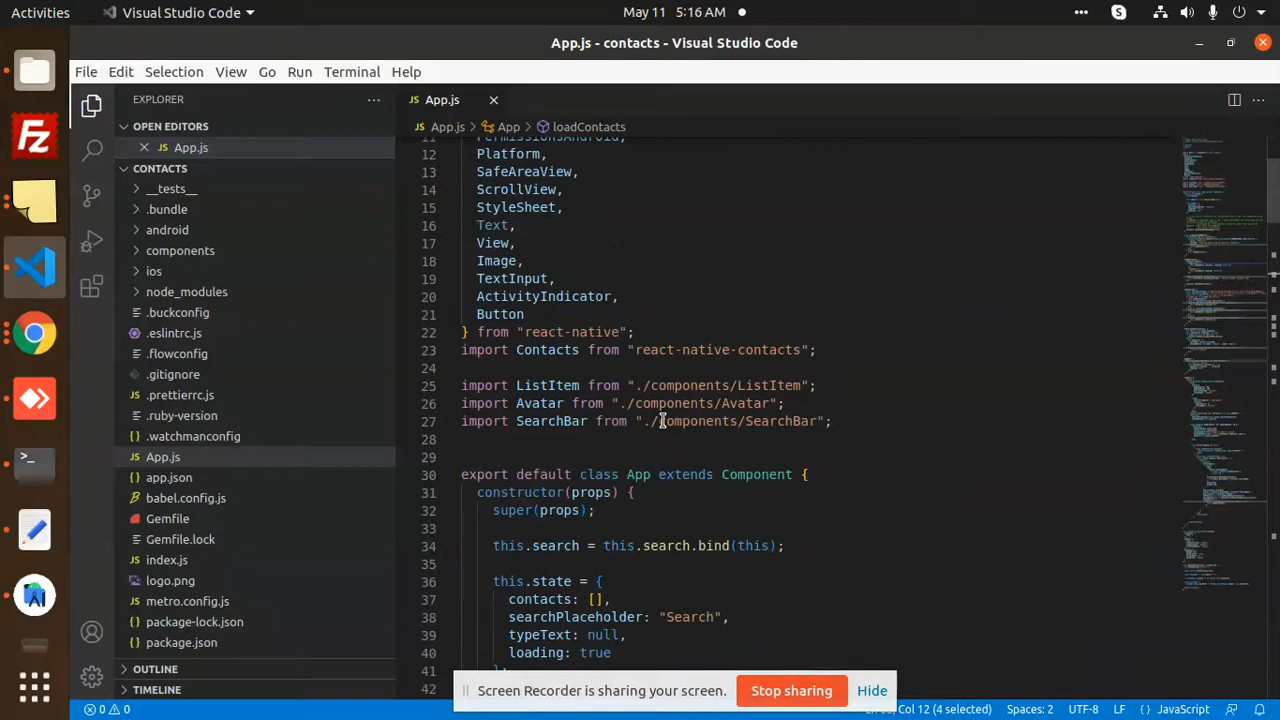 Activities
Visual Studio Code
May 11 5:16 AM
App.js - contacts - Visual Studio Code
File Edit Selection View Go Run Terminal Help
EXPLORER
OPEN EDITORS
App.js
CONTACTS
__tests__
.bundle
android
components
ios
node_modules
.buckconfig
.eslintrc.js
.flowconfig
.gitignore
.prettierrc.js
.ruby-version
.watchmanconfig
App.js
app.json
babel.config.js
Gemfile
Gemfile.lock
index.js
logo.png
metro.config.js
package-lock.json
package.json
OUTLINE
TIMELINE
JS App.js
JS App.js > App > loadContacts
11 PermissionsAndroid,
12 Platform,
13 SafeAreaView,
14 ScrollView,
15 StyleSheet,
16 Text,
17 View,
18 Image,
19 TextInput,
20 ActivityIndicator,
21 Button
22 } from "react-native";
23 import Contacts from "react-native-contacts";
24
25 import ListItem from "./components/ListItem";
26 import Avatar from "./components/Avatar";
27 import SearchBar from "./components/SearchBar";
28
29
30 export default class App extends Component {
31 constructor(props) {
32 super(props);
33
34 this.search = this.search.bind(this);
35
36 this.state = {
37 contacts: [],
38 searchPlaceholder: "Search",
39 typeText: null,
40 loading: true
41 };
42
Screen Recorder is sharing your screen. Stop sharing Hide
0 0
Col 12 (4 selected) Spaces: 2 UTF-8 LF JavaScript